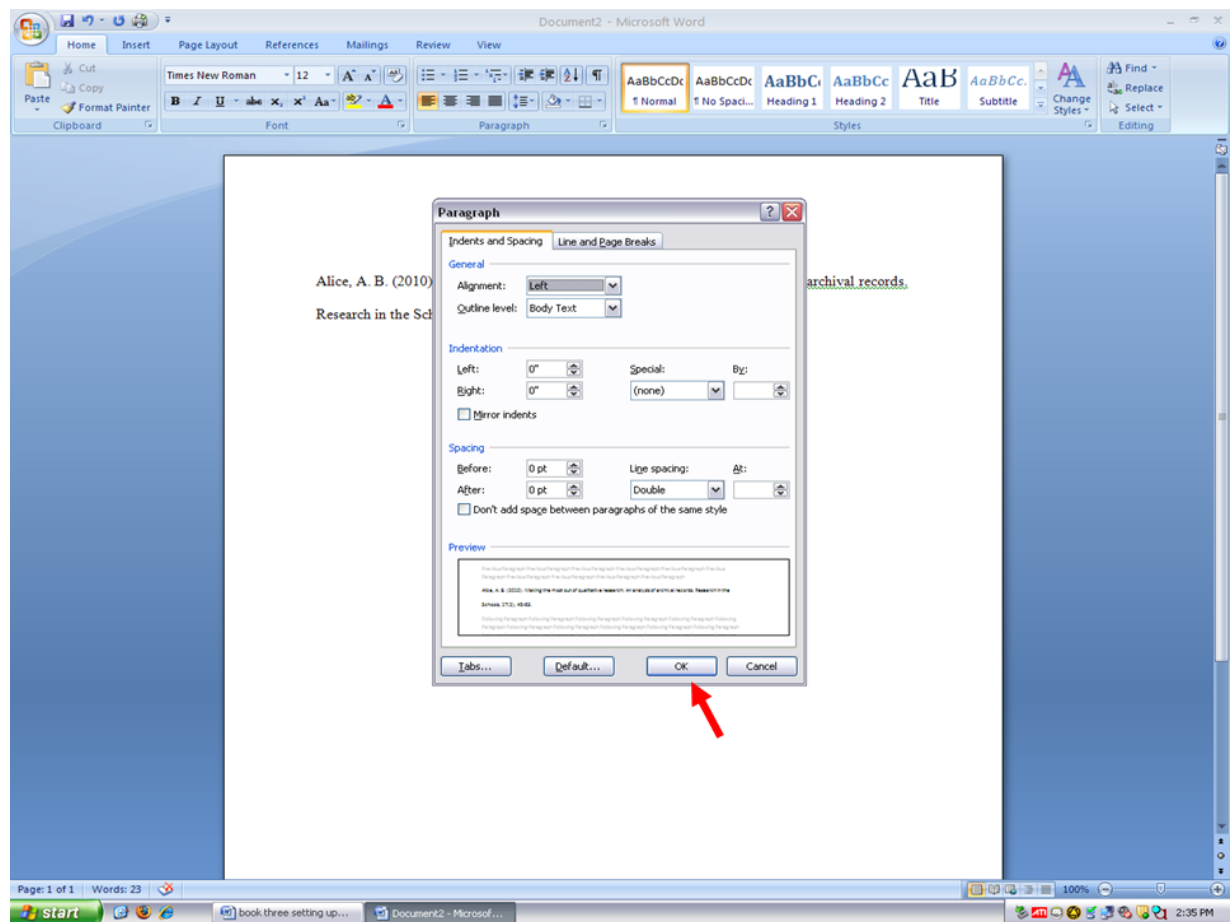 Document2 - Microsoft Word
Home Insert Page Layout References Mailings Review View
Cut
Copy
Format Painter
Paste
Clipboard
Times New Roman 12
B I U abc x, x² Aa A
Font
Paragraph
AaBbCcDc AaBbCcDc AaBbC AaBbCc AaB AaBbCc.
¶ Normal ¶ No Spaci... Heading 1 Heading 2 Title Subtitle
Change Styles
Styles
Find
Replace
Select
Editing
Alice, A. B. (2010)
archival records.
Research in the Sch
Paragraph
Indents and Spacing Line and Page Breaks
General
Alignment: Left
Outline level: Body Text
Indentation
Left: 0" Special: By:
Right: 0" (none)
Mirror indents
Spacing
Before: 0 pt Line spacing: At:
After: 0 pt Double
Don't add space between paragraphs of the same style
Preview
Tabs... Default... OK Cancel
Page: 1 of 1 Words: 23
100%
start book three setting up... Document2 - Microsof... ATI 2:35 PM